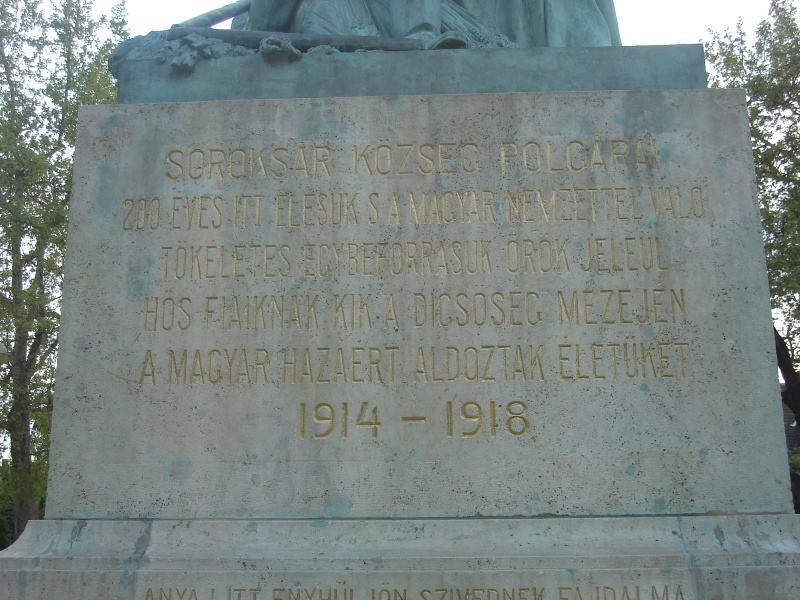 SOROKSÁR KÖZSÉG POLGÁRAI
200 ÉVES ITT ÉLÉSÜK S A MAGYAR NEMZETTEL VALÓ
TÖKÉLETES EGYBEFORRÁSUK ÖRÖK JELEÜL
HŐS FIAIKNAK KIK A DICSŐSÉG MEZEJÉN
A MAGYAR HAZÁÉRT ÁLDOZTÁK ÉLETÜKET
1914 – 1918
ANYA! ITT ENYHÜLJÖN SZIVEDNEK FÁJDALMA